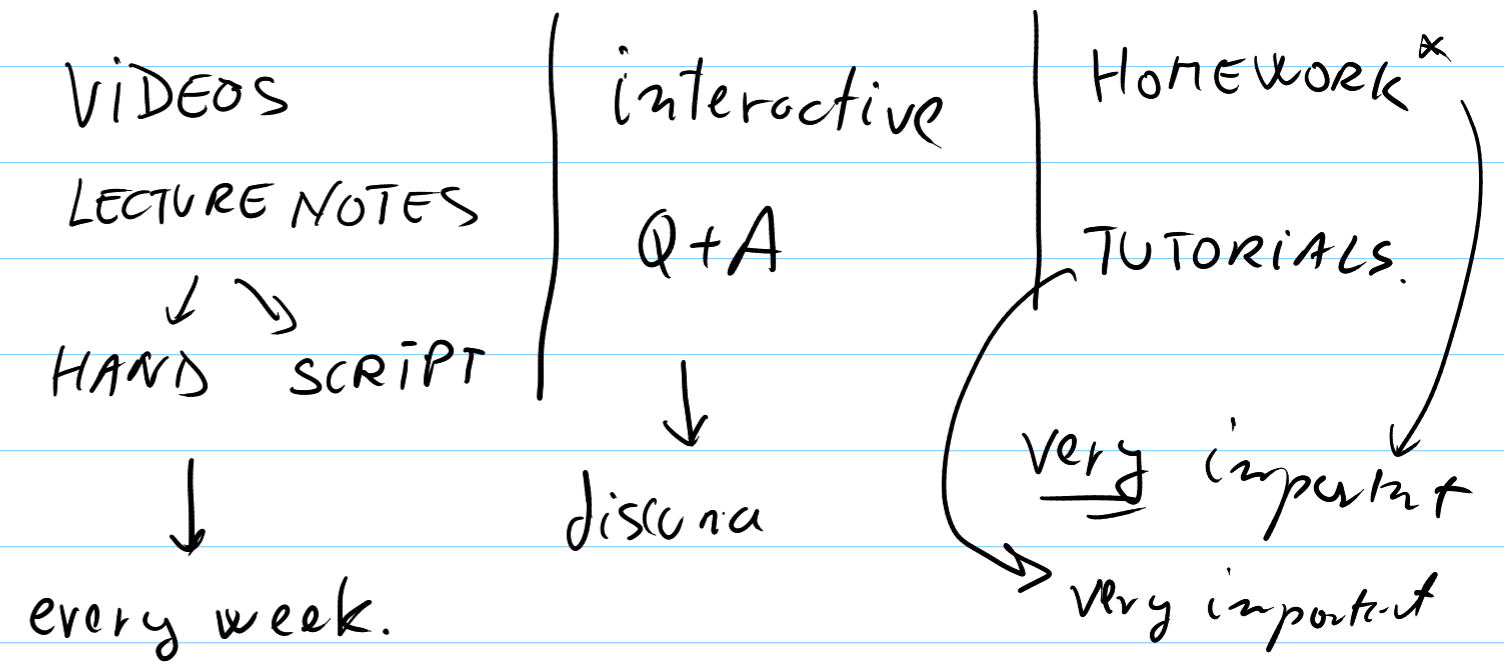 ViDEOS
LECTURE NOTES
HAND SCRiPT
every week.
interactive
Q+A
HOMEWORK*
TUTORiALS.
very important
very important